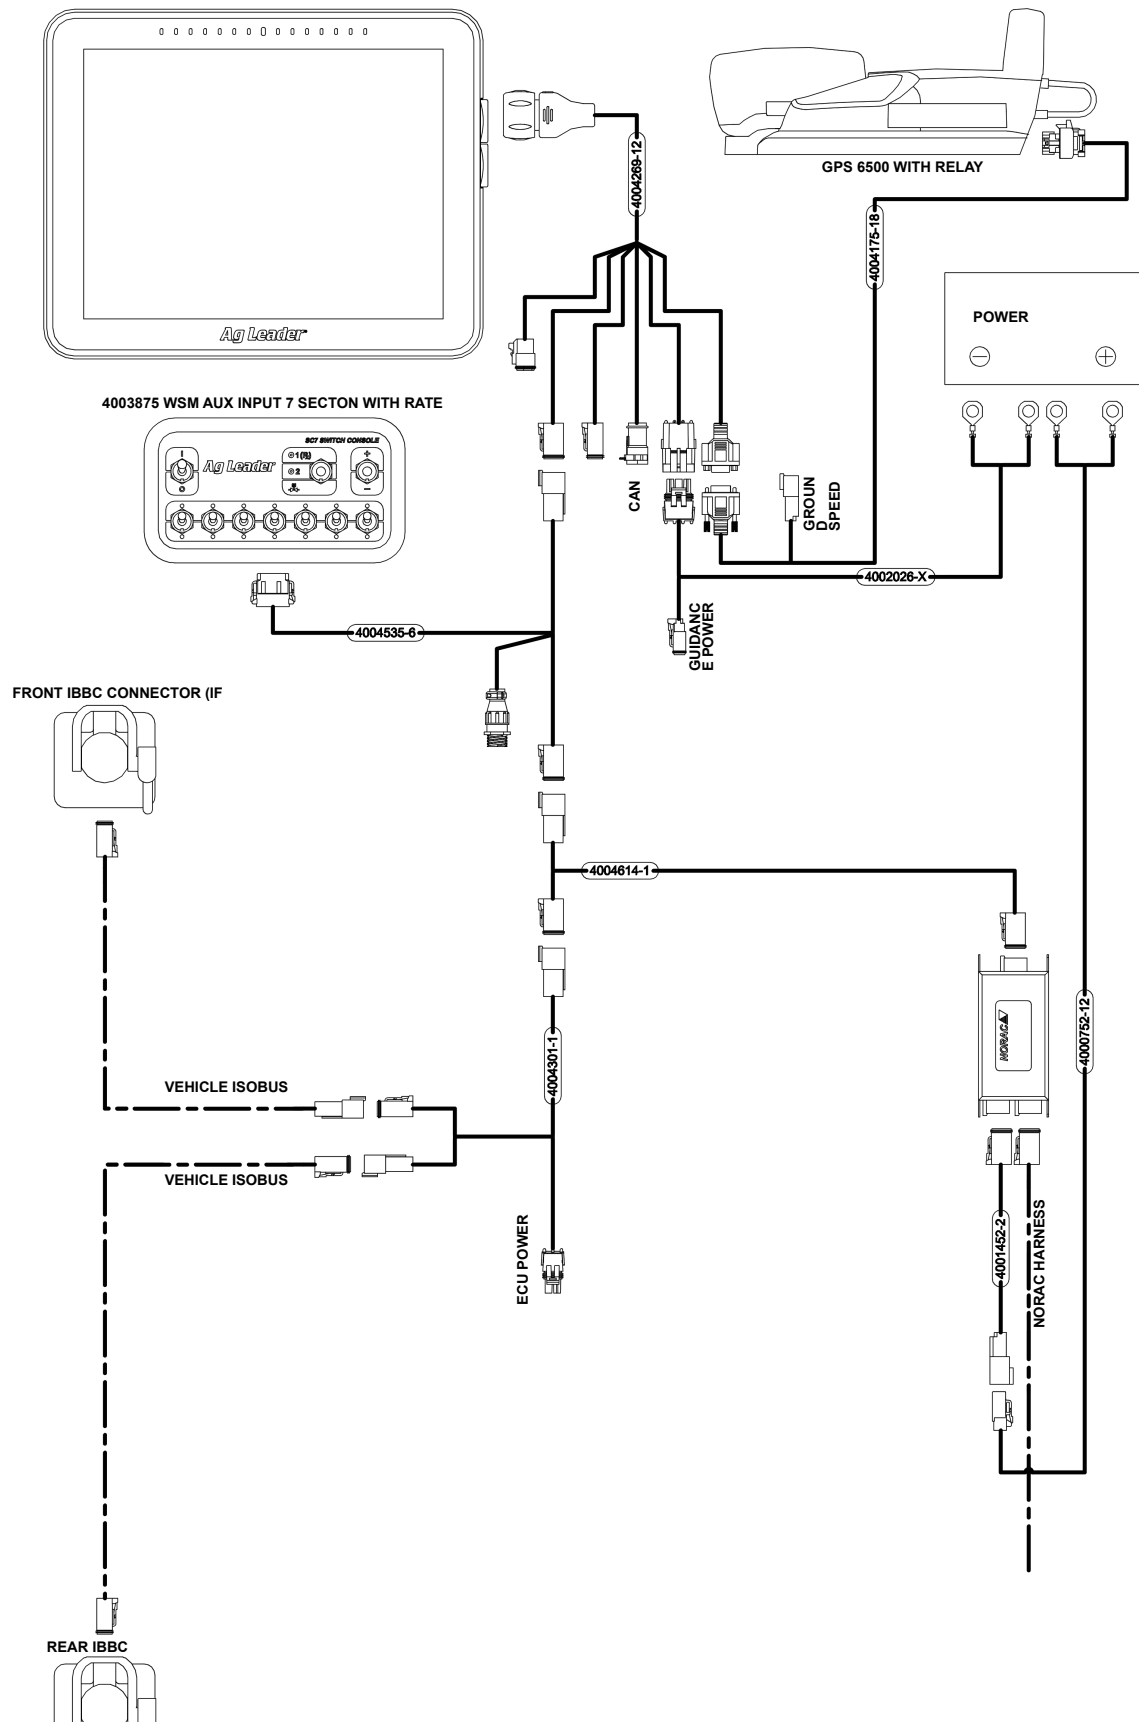 4004269-12
GPS 6500 WITH RELAY
4004175-18
POWER
Ag Leader
4003875 WSM AUX INPUT 7 SECTON WITH RATE
SC7 SWITCH CONSOLE
Ag Leader
1
2
CAN
GROUN
D
SPEED
4002026-X
4004535-6
GUIDANC
E POWER
FRONT IBBC CONNECTOR (IF
4004614-1
NORAC
4000752-12
4004301-1
VEHICLE ISOBUS
VEHICLE ISOBUS
ECU POWER
4001452-2
NORAC HARNESS
REAR IBBC